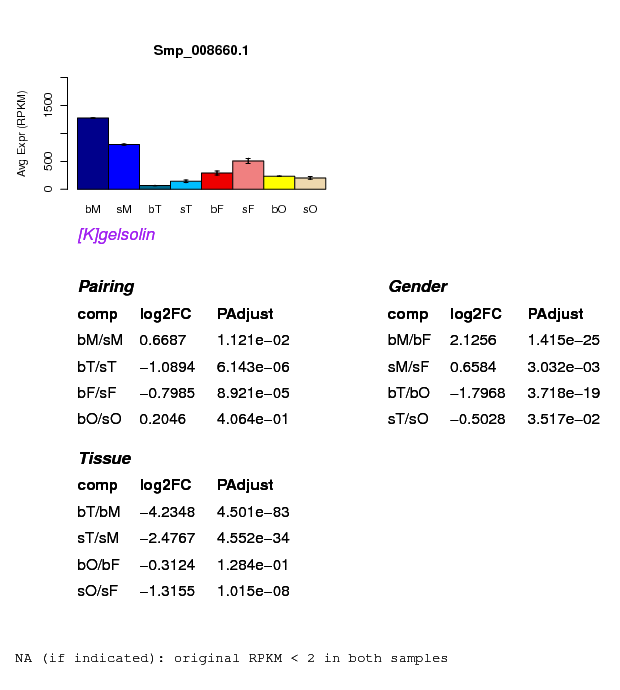 Smp_008660.1
Avg Expr (RPKM)
1500
500
0
bM sM bT sT bF sF bO sO
[K]gelsolin
Pairing
comp log2FC PAdjust
bM/sM 0.6687 1.121e−02
bT/sT −1.0894 6.143e−06
bF/sF −0.7985 8.921e−05
bO/sO 0.2046 4.064e−01
Gender
comp log2FC PAdjust
bM/bF 2.1256 1.415e−25
sM/sF 0.6584 3.032e−03
bT/bO −1.7968 3.718e−19
sT/sO −0.5028 3.517e−02
Tissue
comp log2FC PAdjust
bT/bM −4.2348 4.501e−83
sT/sM −2.4767 4.552e−34
bO/bF −0.3124 1.284e−01
sO/sF −1.3155 1.015e−08
NA (if indicated): original RPKM < 2 in both samples